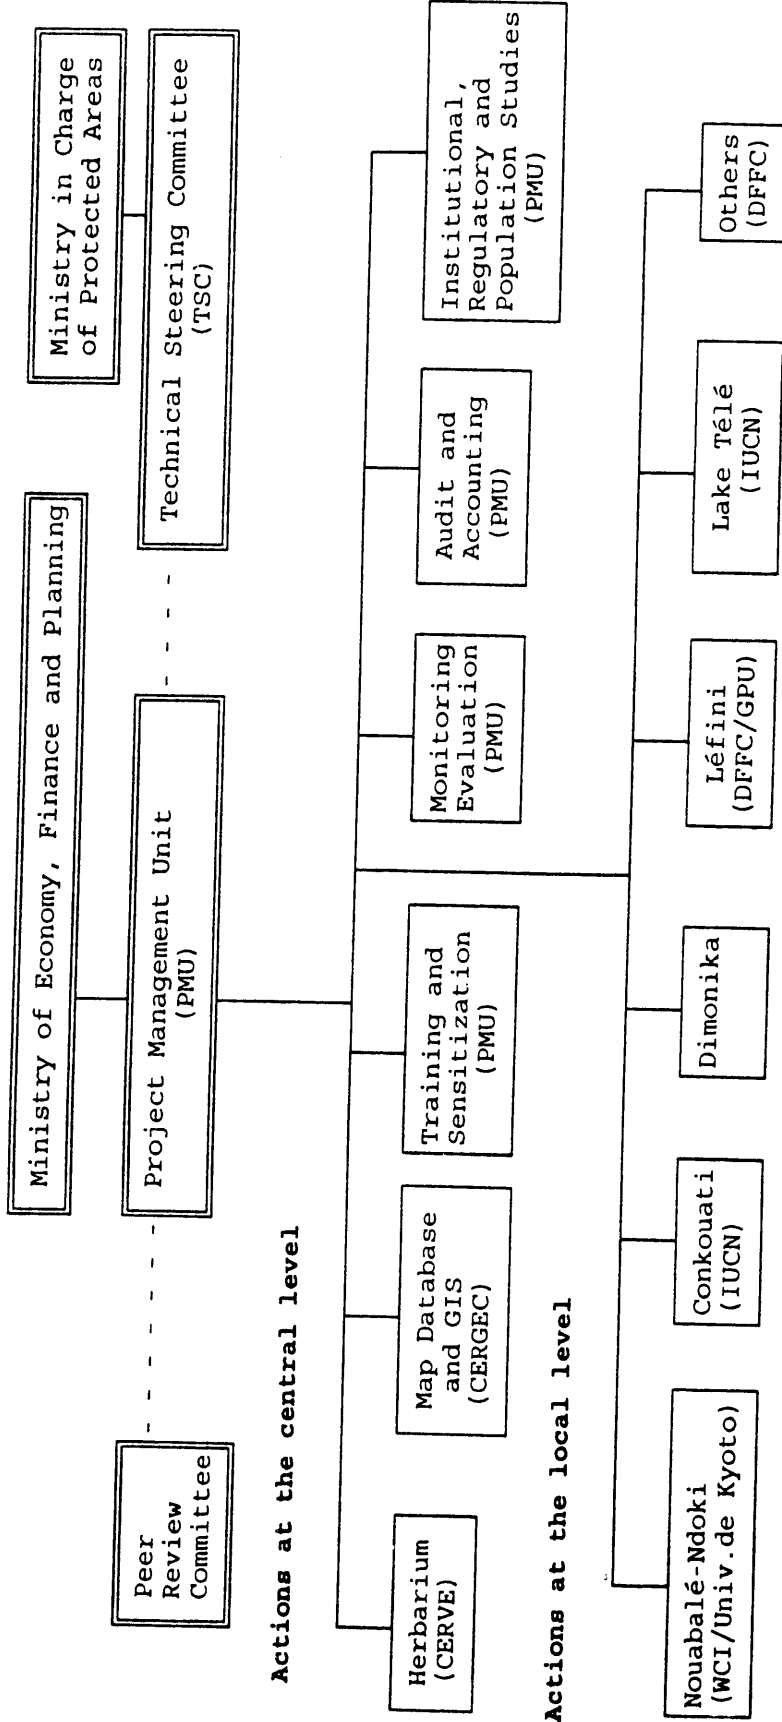 Ministry of Economy, Finance and Planning
Ministry in Charge
of Protected Areas
Peer
Review
Committee
Project Management Unit
(PMU)
Technical Steering Committee
(TSC)
Actions at the central level
Herbarium
(CERVE)
Map Database
and GIS
(CERGEC)
Training and
Sensitization
(PMU)
Monitoring
Evaluation
(PMU)
Audit and
Accounting
(PMU)
Institutional,
Regulatory and
Population Studies
(PMU)
Actions at the local level
Nouabalé-Ndoki
(WCI/Univ.de Kyoto)
Conkouati
(IUCN)
Dimonika
Léfini
(DFFC/GPU)
Lake Télé
(IUCN)
Others
(DFFC)